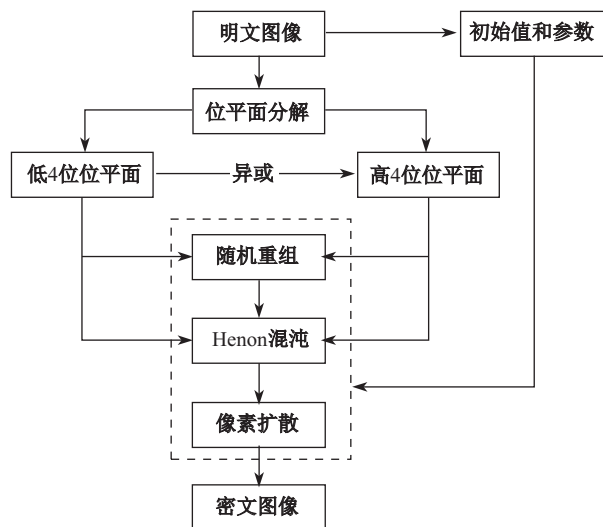 明文图像
初始值和参数
位平面分解
低4位位平面
异或
高4位位平面
随机重组
Henon混沌
像素扩散
密文图像